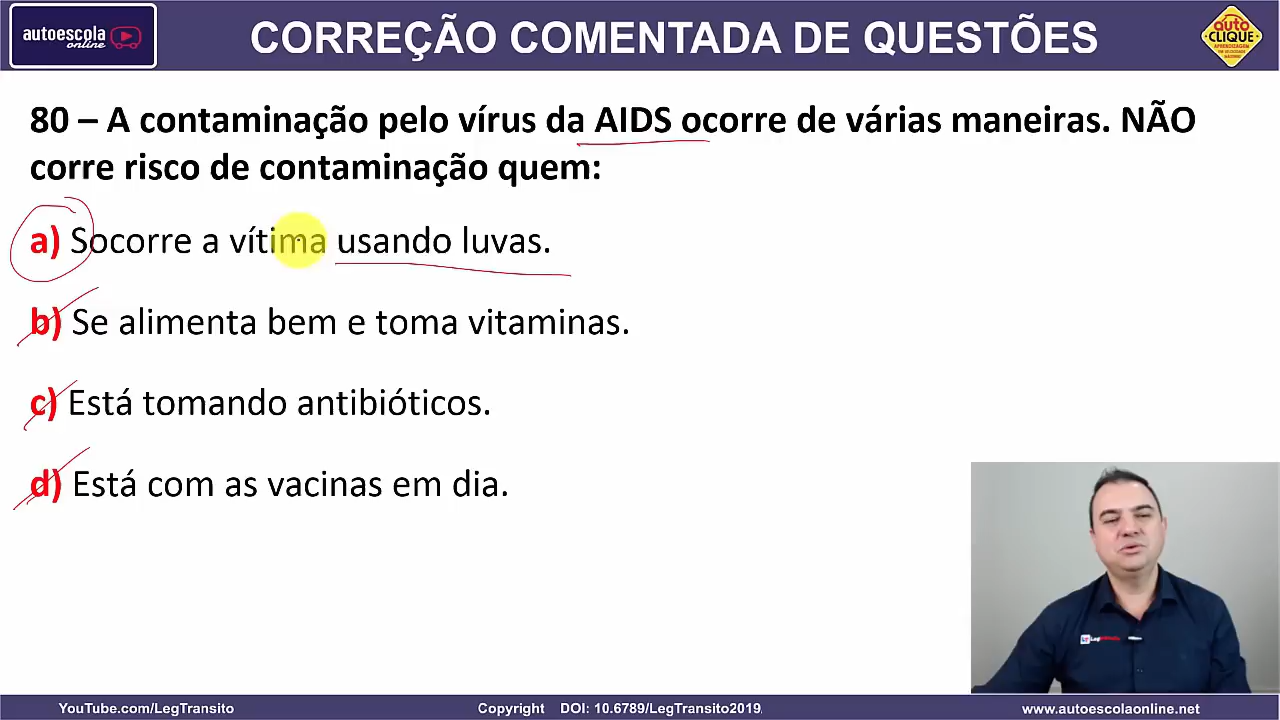 autoescola
online
CORREÇÃO COMENTADA DE QUESTÕES
auto
CLIQUE
APRENDIZAGEM
80 – A contaminação pelo vírus da AIDS ocorre de várias maneiras. NÃO
corre risco de contaminação quem:
a) Socorre a vítima usando luvas.
b) Se alimenta bem e toma vitaminas.
c) Está tomando antibióticos.
d) Está com as vacinas em dia.
YouTube.com/LegTransito
Copyright DOI: 10.6789/LegTransito2019
www.autoescolaonline.net